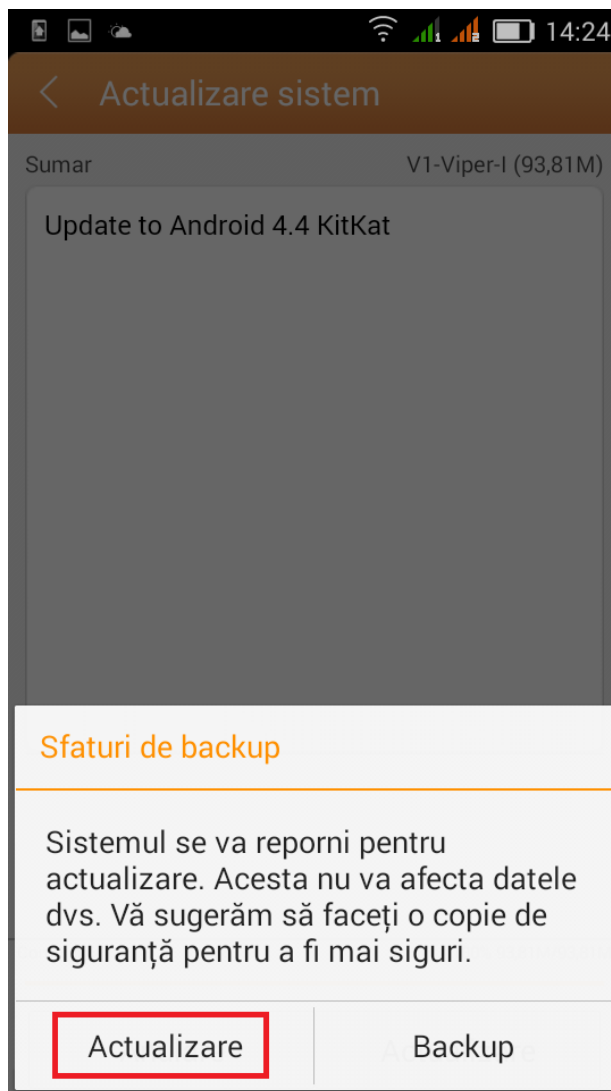 14:24
Actualizare sistem
Sumar V1-Viper-I (93,81M)
Update to Android 4.4 KitKat
Sfaturi de backup
Sistemul se va reporni pentru
actualizare. Acesta nu va afecta datele
dvs. Vă sugerăm să faceți o copie de
siguranță pentru a fi mai siguri.
Actualizare Backup